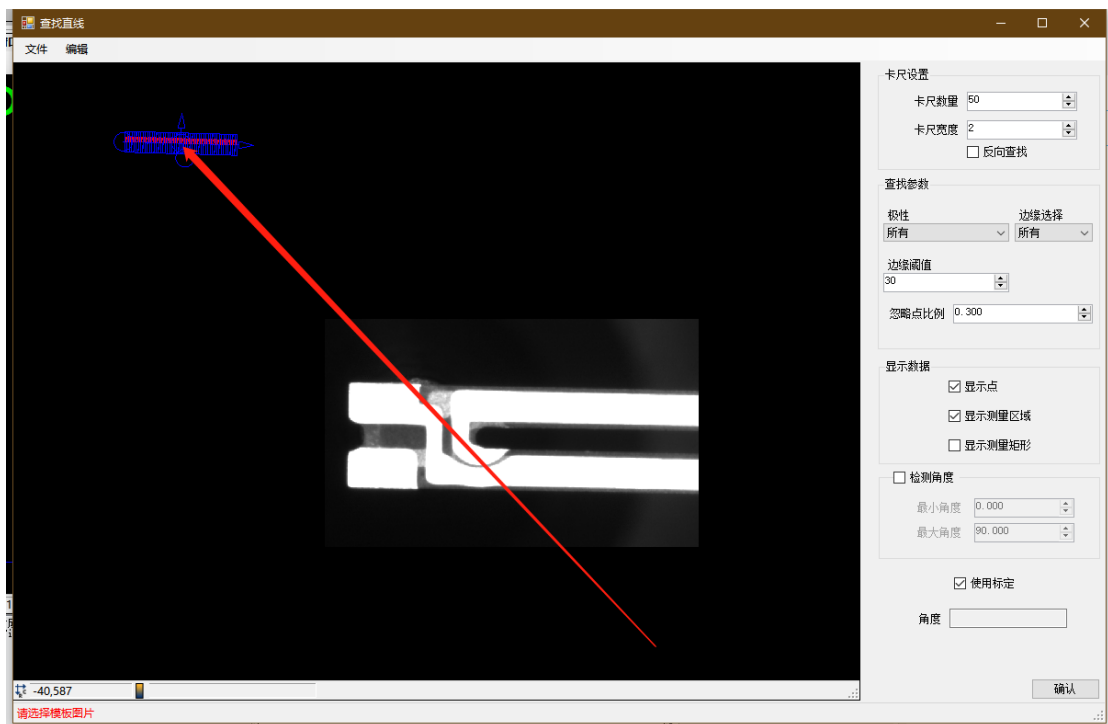 查找直线
文件 编辑
卡尺设置
卡尺数量 50
卡尺宽度 2
反向查找
查找参数
极性 边缘选择
所有 所有
边缘阈值
30
忽略点比例 0.300
显示数据
显示点
显示测量区域
显示测量矩形
检测角度
最小角度 0.000
最大角度 90.000
使用标定
角度
-40,587
确认
请选择模板图片